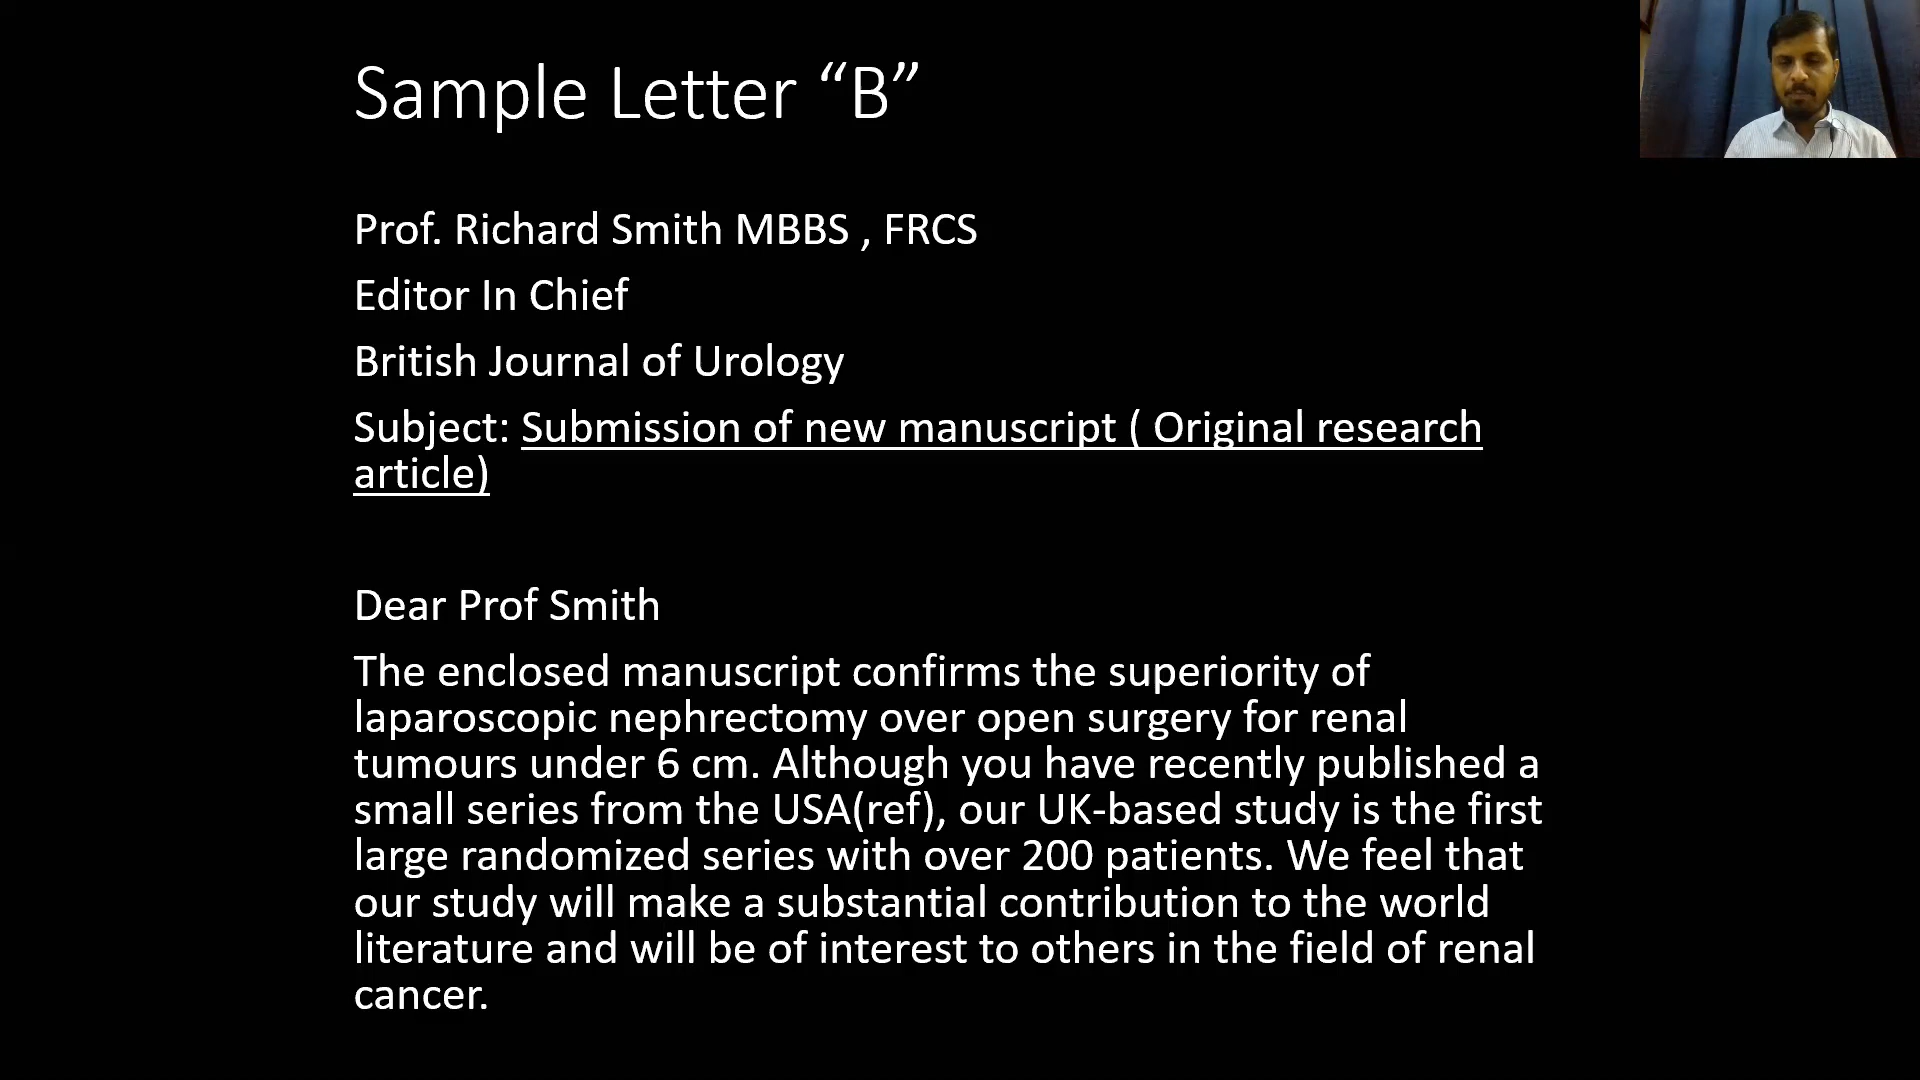 Sample Letter “B”
Prof. Richard Smith MBBS , FRCS
Editor In Chief
British Journal of Urology
Subject: Submission of new manuscript ( Original research
article)
Dear Prof Smith
The enclosed manuscript confirms the superiority of
laparoscopic nephrectomy over open surgery for renal
tumours under 6 cm. Although you have recently published a
small series from the USA(ref), our UK-based study is the first
large randomized series with over 200 patients. We feel that
our study will make a substantial contribution to the world
literature and will be of interest to others in the field of renal
cancer.